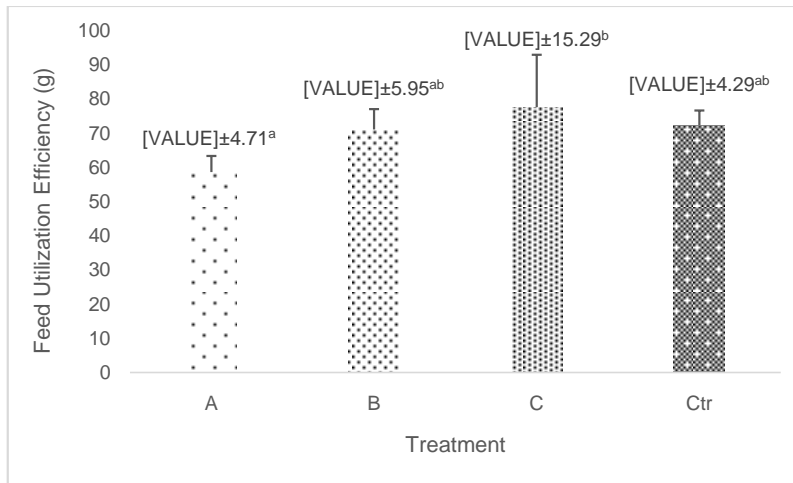 Feed Utilization Efficiency (g)
100
90
80
70
60
50
40
30
20
10
0
[VALUE]±4.71ᵃ
[VALUE]±5.95ᵃᵇ
[VALUE]±15.29ᵇ
[VALUE]±4.29ᵃᵇ
A B C Ctr
Treatment